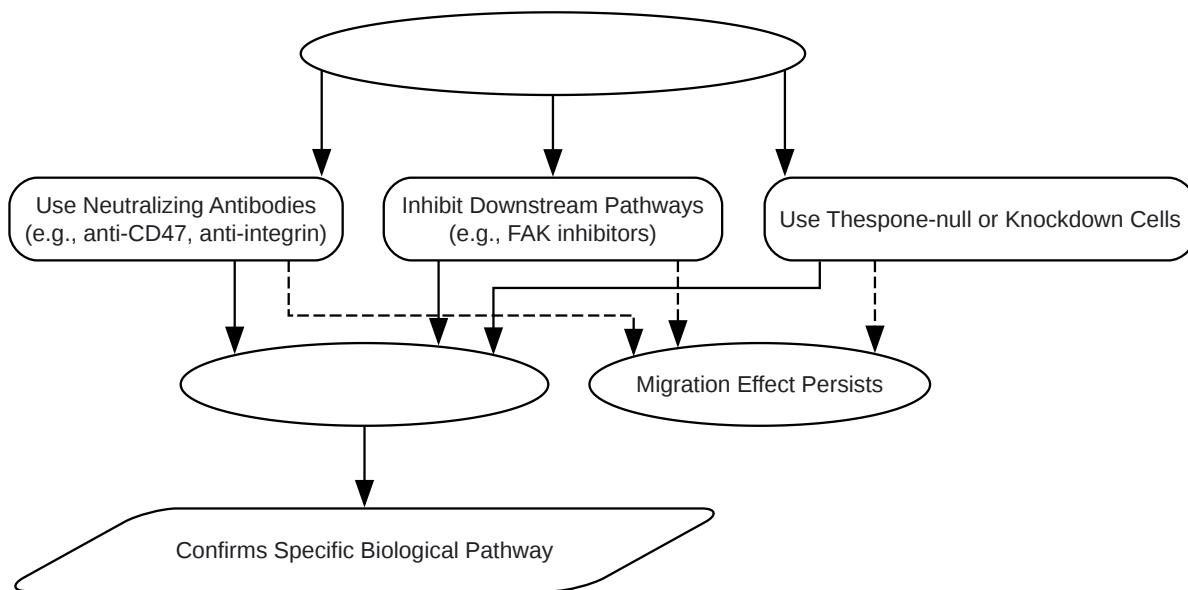 Use Neutralizing Antibodies
(e.g., anti-CD47, anti-integrin)
Inhibit Downstream Pathways
(e.g., FAK inhibitors)
Use Thespone-null or Knockdown Cells
Migration Effect Persists
Confirms Specific Biological Pathway